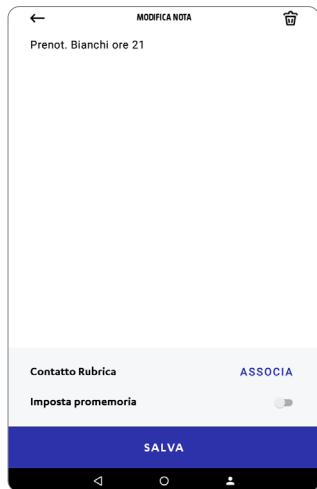 MODIFICA NOTA
Prenot. Bianchi ore 21
Contatto Rubrica ASSOCIA
Imposta promemoria
SALVA